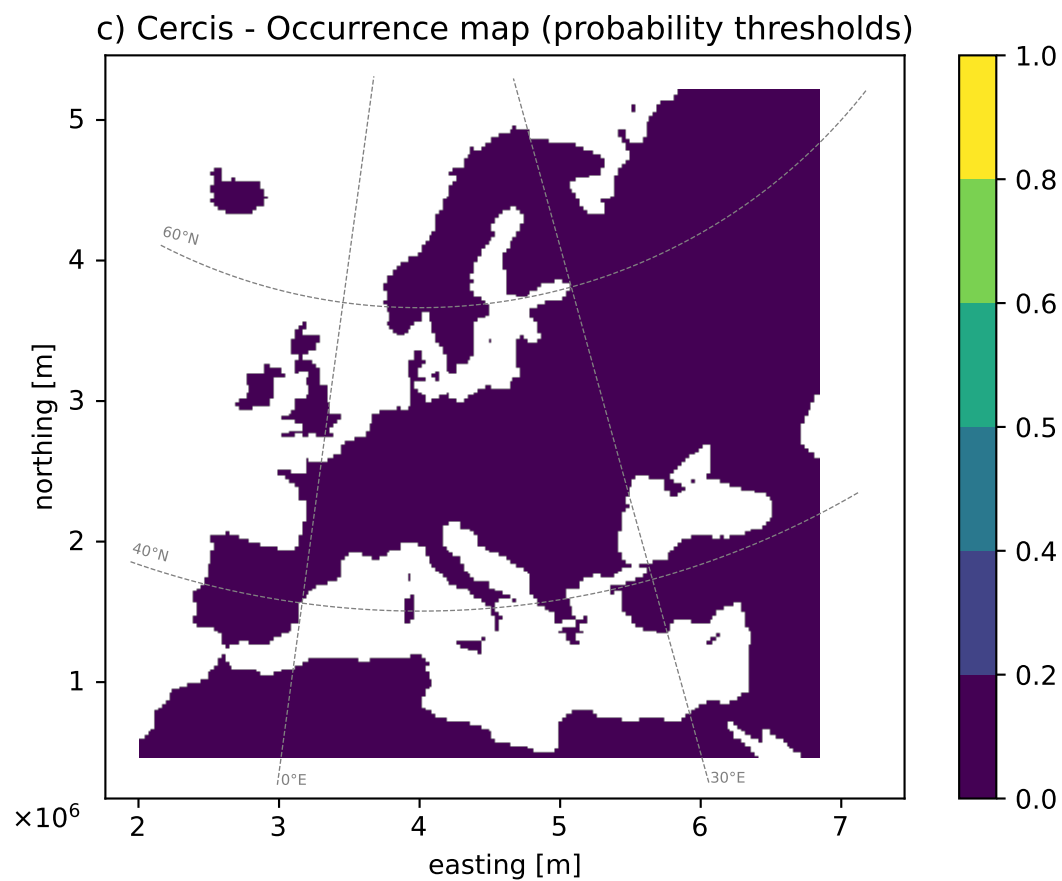 c) Cercis - Occurrence map (probability thresholds)
northing [m]
5
4
3
2
1
60°N
40°N
0°E
30°E
×10⁶
2 3 4 5 6 7
easting [m]
1.0
0.8
0.6
0.5
0.4
0.2
0.0